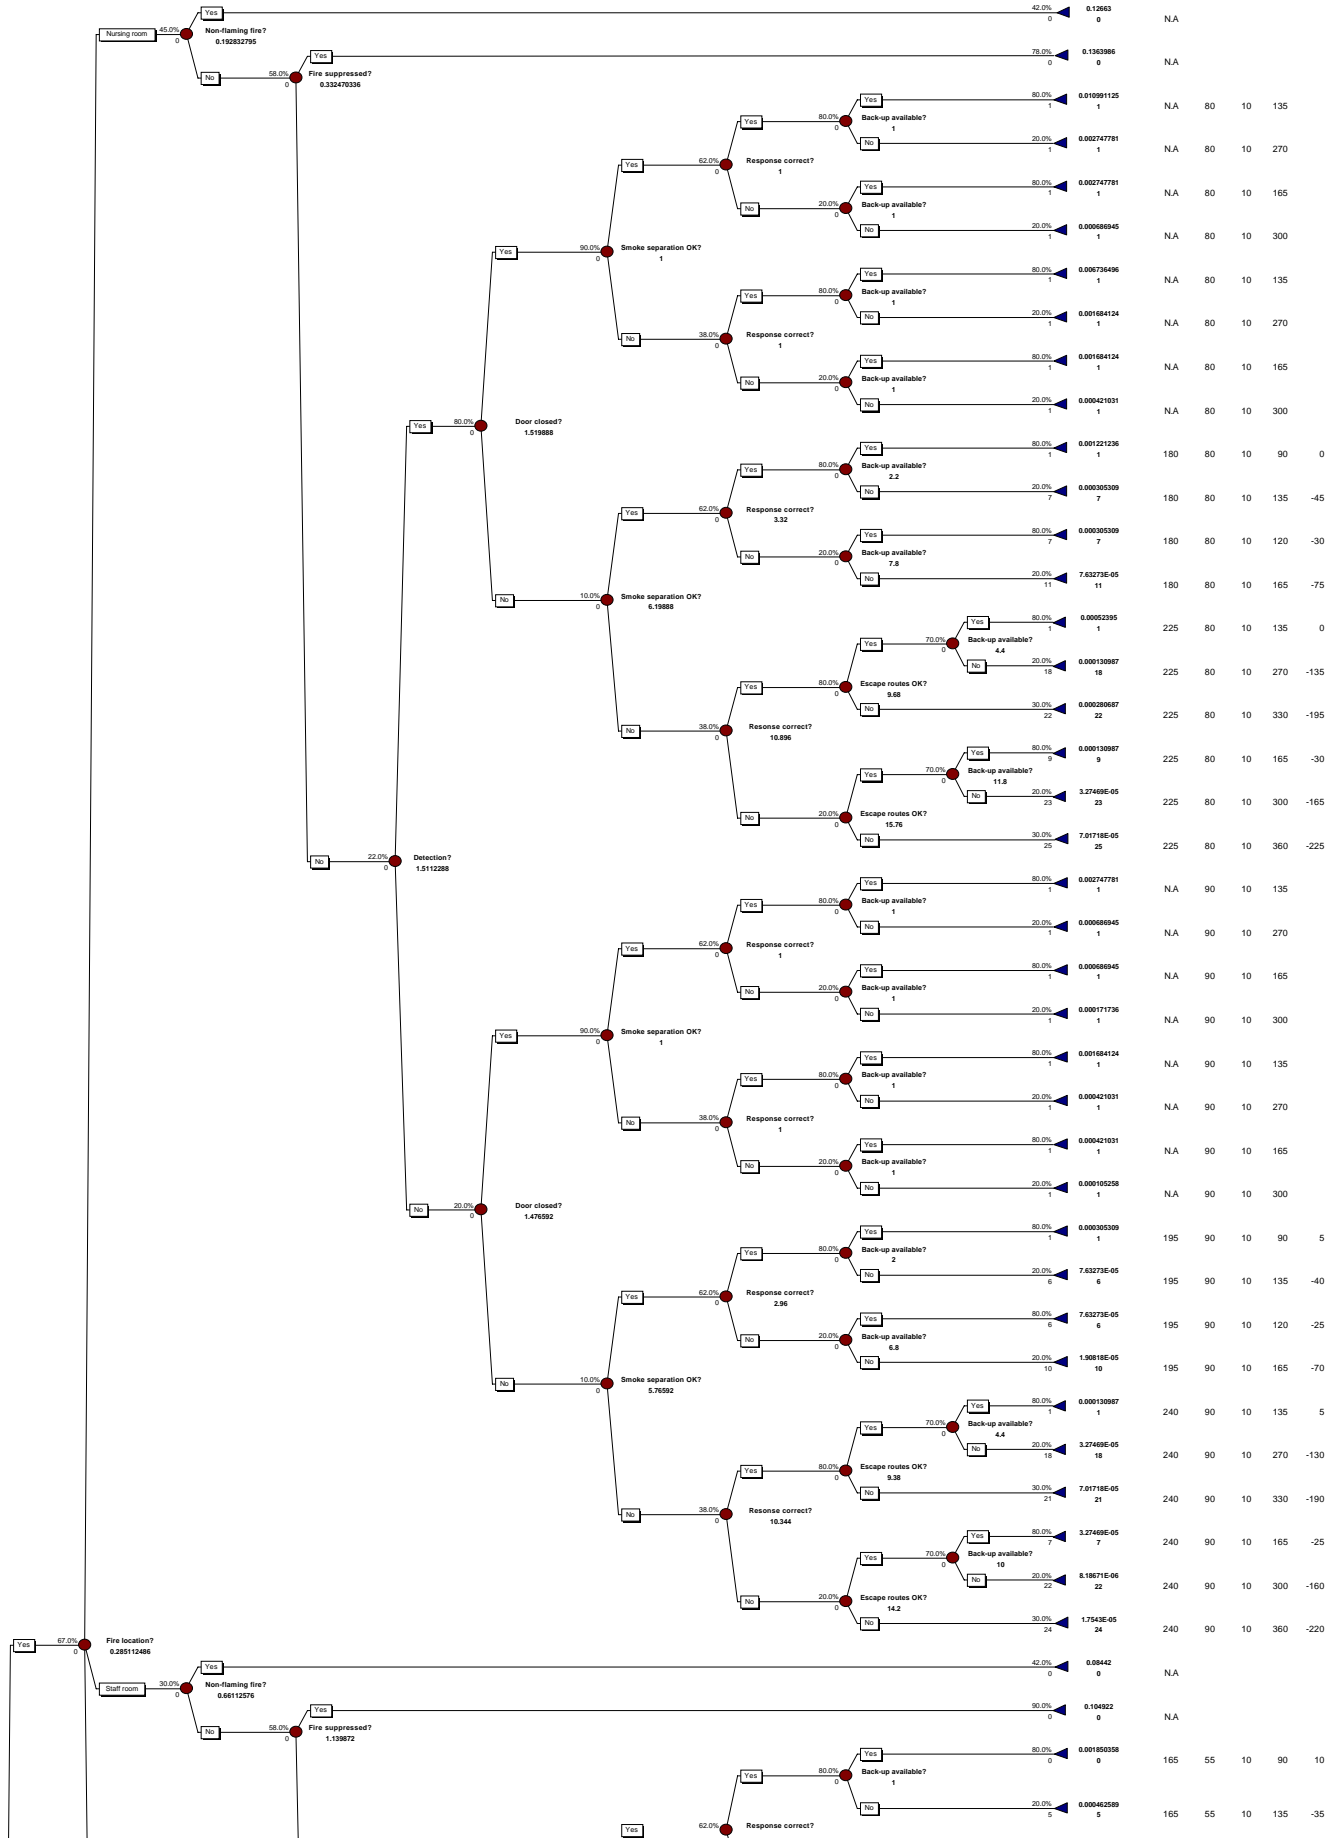 Yes 42.0% 0.12663
Nursing room 45.0% Non-flaming fire? 0 0 N.A
0 0.192832795
Yes 78.0% 0.1363986
0 0 N.A
No 58.0% Fire suppressed?
0 0.332470336
Yes 80.0% 0.010991125
1 1 N.A 80 10 135
Yes 80.0% Back-up available?
0 1
No 20.0% 0.002747781
1 1 N.A 80 10 270
Yes 62.0% Response correct?
0 1
Yes 80.0% 0.002747781
1 1 N.A 80 10 165
No 20.0% Back-up available?
0 1
No 20.0% 0.000686945
1 1 N.A 80 10 300
Yes 90.0% Smoke separation OK?
0 1
Yes 80.0% 0.006736496
1 1 N.A 80 10 135
Yes 80.0% Back-up available?
0 1
No 20.0% 0.001684124
1 1 N.A 80 10 270
No 38.0% Response correct?
0 1
Yes 80.0% 0.001684124
1 1 N.A 80 10 165
No 20.0% Back-up available?
0 1
No 20.0% 0.000421031
1 1 N.A 80 10 300
Yes 80.0% Door closed?
0 1.519888
Yes 80.0% 0.001221236
1 1 180 80 10 90 0
Yes 80.0% Back-up available?
0 2.2
No 20.0% 0.000305309
7 7 180 80 10 135 -45
Yes 62.0% Response correct?
0 3.32
Yes 80.0% 0.000305309
7 7 180 80 10 120 -30
No 20.0% Back-up available?
0 7.8
No 20.0% 7.63273E-05
11 11 180 80 10 165 -75
No 10.0% Smoke separation OK?
0 6.19888
Yes 80.0% 0.00052395
1 1 225 80 10 135 0
Yes 70.0% Back-up available?
0 4.4
No 20.0% 0.000130987
18 18 225 80 10 270 -135
Yes 80.0% Escape routes OK?
0 9.68
No 30.0% 0.000280687
22 22 225 80 10 330 -195
No 38.0% Resonse correct?
0 10.896
Yes 80.0% 0.000130987
9 9 225 80 10 165 -30
Yes 70.0% Back-up available?
0 11.8
No 20.0% 3.27469E-05
23 23 225 80 10 300 -165
No 20.0% Escape routes OK?
0 15.76
No 30.0% 7.01718E-05
25 25 225 80 10 360 -225
No 22.0% Detection?
0 1.5112288
Yes 80.0% 0.002747781
1 1 N.A 90 10 135
Yes 80.0% Back-up available?
0 1
No 20.0% 0.000686945
1 1 N.A 90 10 270
Yes 62.0% Response correct?
0 1
Yes 80.0% 0.000686945
1 1 N.A 90 10 165
No 20.0% Back-up available?
0 1
No 20.0% 0.000171736
1 1 N.A 90 10 300
Yes 90.0% Smoke separation OK?
0 1
Yes 80.0% 0.001684124
1 1 N.A 90 10 135
Yes 80.0% Back-up available?
0 1
No 20.0% 0.000421031
1 1 N.A 90 10 270
No 38.0% Response correct?
0 1
Yes 80.0% 0.000421031
1 1 N.A 90 10 165
No 20.0% Back-up available?
0 1
No 20.0% 0.000105258
1 1 N.A 90 10 300
No 20.0% Door closed?
0 1.476592
Yes 80.0% 0.000305309
1 1 195 90 10 90 5
Yes 80.0% Back-up available?
0 2
No 20.0% 7.63273E-05
6 6 195 90 10 135 -40
Yes 62.0% Response correct?
0 2.96
Yes 80.0% 7.63273E-05
6 6 195 90 10 120 -25
No 20.0% Back-up available?
0 6.8
No 20.0% 1.90818E-05
10 10 195 90 10 165 -70
No 10.0% Smoke separation OK?
0 5.76592
Yes 80.0% 0.000130987
1 1 240 90 10 135 5
Yes 70.0% Back-up available?
0 4.4
No 20.0% 3.27469E-05
18 18 240 90 10 270 -130
Yes 80.0% Escape routes OK?
0 9.38
No 30.0% 7.01718E-05
21 21 240 90 10 330 -190
No 38.0% Resonse correct?
0 10.344
Yes 80.0% 3.27469E-05
7 7 240 90 10 165 -25
Yes 70.0% Back-up available?
0 10
No 20.0% 8.18671E-06
22 22 240 90 10 300 -160
No 20.0% Escape routes OK?
0 14.2
No 30.0% 1.7543E-05
24 24 240 90 10 360 -220
Yes 67.0% Fire location?
0 0.285112486
Yes 42.0% 0.08442
0 0 N.A
Staff room 30.0% Non-flaming fire?
0 0.66112576
Yes 90.0% 0.104922
0 0 N.A
No 58.0% Fire suppressed?
0 1.139872
Yes 80.0% 0.001850358
0 0 165 55 10 90 10
Yes 80.0% Back-up available?
0 1
No 20.0% 0.000462589
5 5 165 55 10 135 -35
Yes 62.0% Response correct?